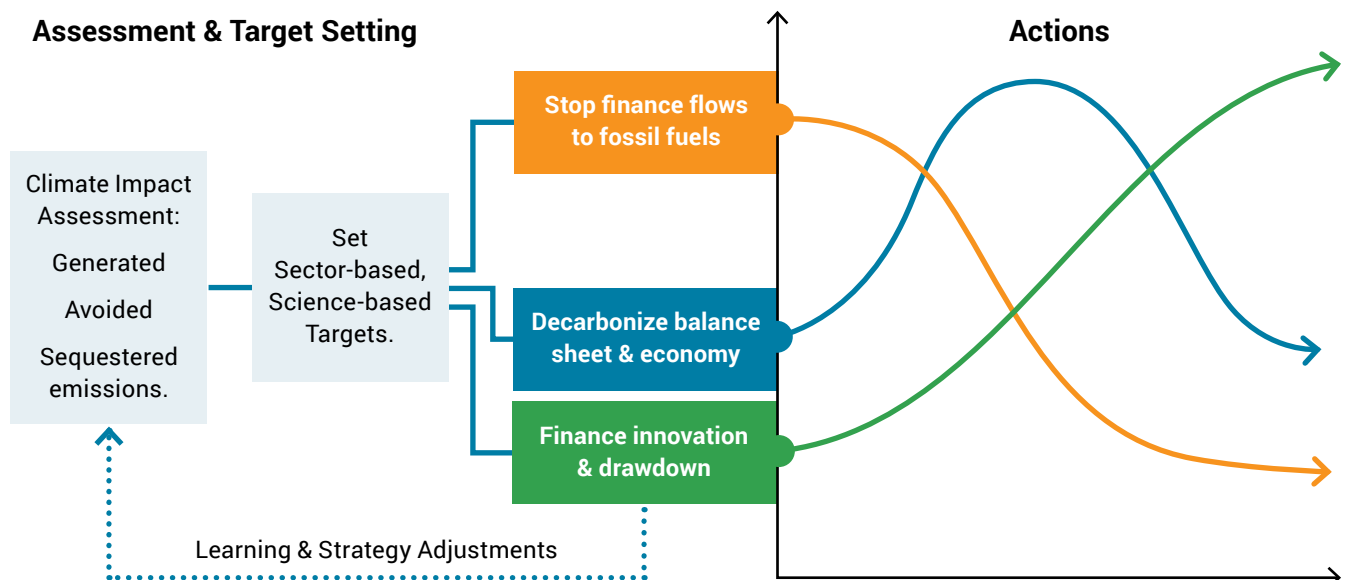 Assessment & Target Setting
Actions
Climate Impact
Assessment:
Generated
Avoided
Sequestered
emissions.
Set
Sector-based,
Science-based
Targets.
Stop finance flows
to fossil fuels
Decarbonize balance
sheet & economy
Finance innovation
& drawdown
Learning & Strategy Adjustments